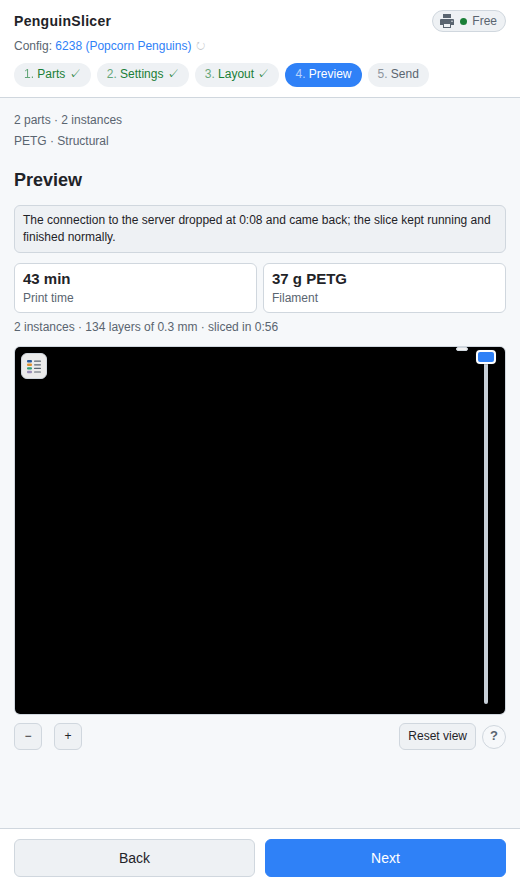 PenguinSlicer
Free
Config: 6238 (Popcorn Penguins)
1. Parts ✓
2. Settings ✓
3. Layout ✓
4. Preview
5. Send
2 parts · 2 instances
PETG · Structural
Preview
The connection to the server dropped at 0:08 and came back; the slice kept running and
finished normally.
43 min
Print time
37 g PETG
Filament
2 instances · 134 layers of 0.3 mm · sliced in 0:56
−
+
Reset view
?
Back
Next